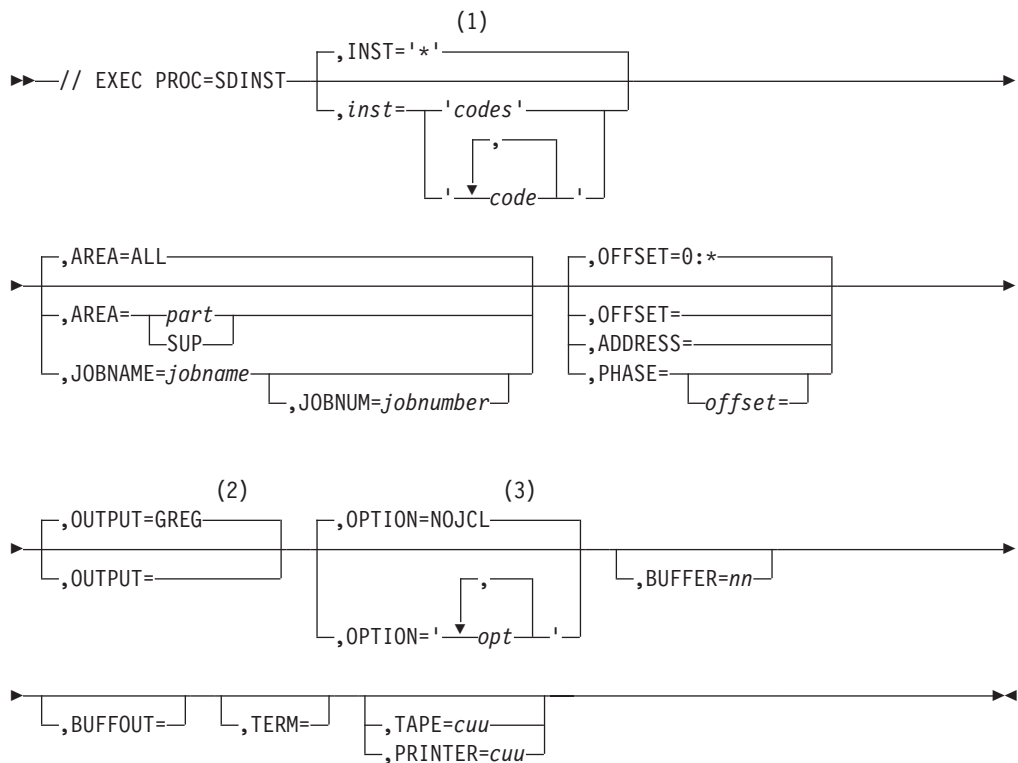 (1)
,INST='*'
// EXEC PROC=SDINST
,inst= 'codes'
,
' code '
,AREA=ALL ,OFFSET=0:*
,AREA= part ,OFFSET=
SUP ,ADDRESS=
,JOBNAME=jobname ,PHASE=
,JOBNUM=jobnumber offset=
(2) (3)
,OUTPUT=GREG ,OPTION=NOJCL
,OUTPUT= ,BUFFER=nn
,
,OPTION=' opt '
,BUFFOUT= ,TERM= ,TAPE=cuu
,PRINTER=cuu